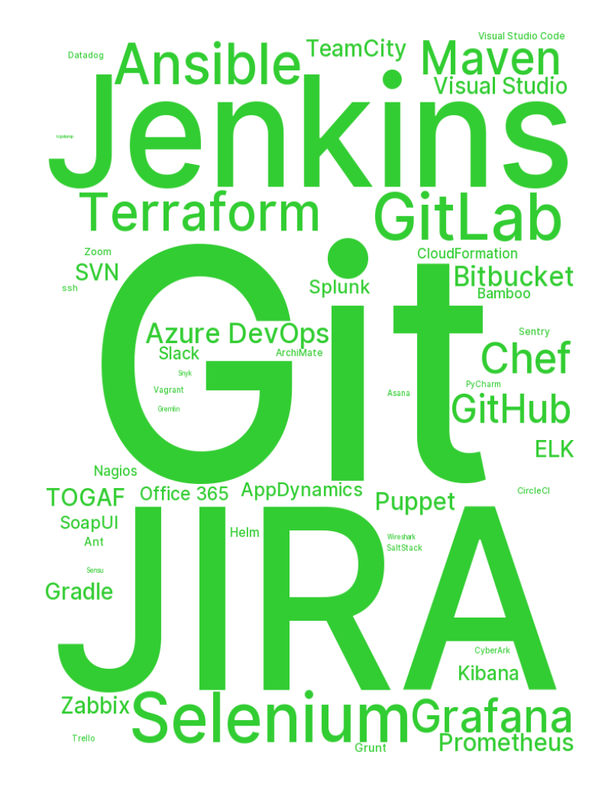 Visual Studio Code
Datadog
Ansible
TeamCity
Maven
Visual Studio
Jenkins
Terraform
GitLab
Zoom
CloudFormation
SVN
ssh
Splunk
Bitbucket
Bamboo
Git
Azure DevOps
Slack
ArchiMate
Sentry
Chef
Snyk
Vagrant
PyCharm
Asana
Gremlin
GitHub
ELK
Nagios
TOGAF
Office 365
AppDynamics
CircleCI
Puppet
SoapUI
Helm
Ant
Wireshark
SaltStack
JIRA
Sensu
Gradle
CyberArk
Kibana
Zabbix
Selenium
Grafana
Trello
Grunt
Prometheus